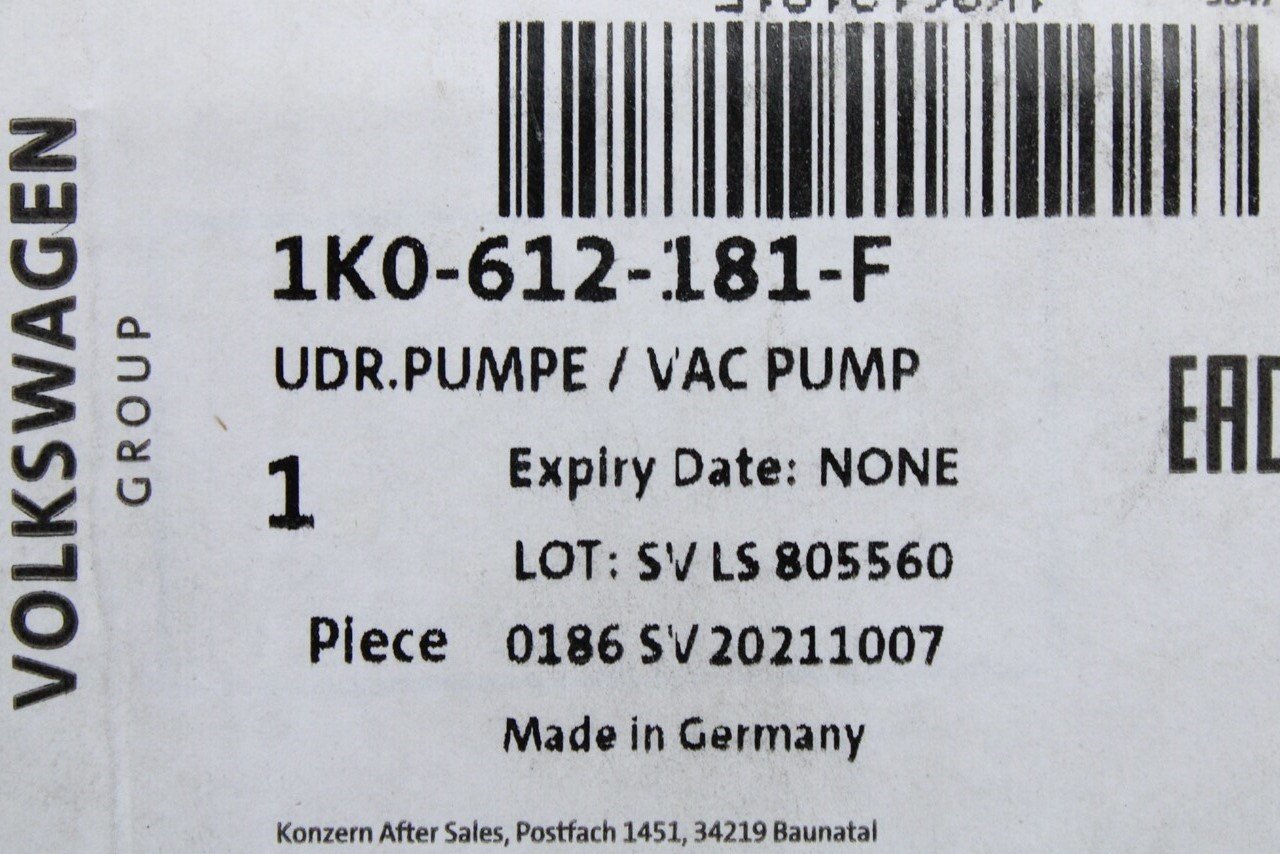 1K0-612-181-F
UDR.PUMPE / VAC PUMP
1
Expiry Date: NONE
LOT: SV LS 805560
Piece
0186 SV 20211007
Made in Germany
Konzern After Sales, Postfach 1451, 34219 Baunatal
VOLKSWAGEN
GROUP
EAC